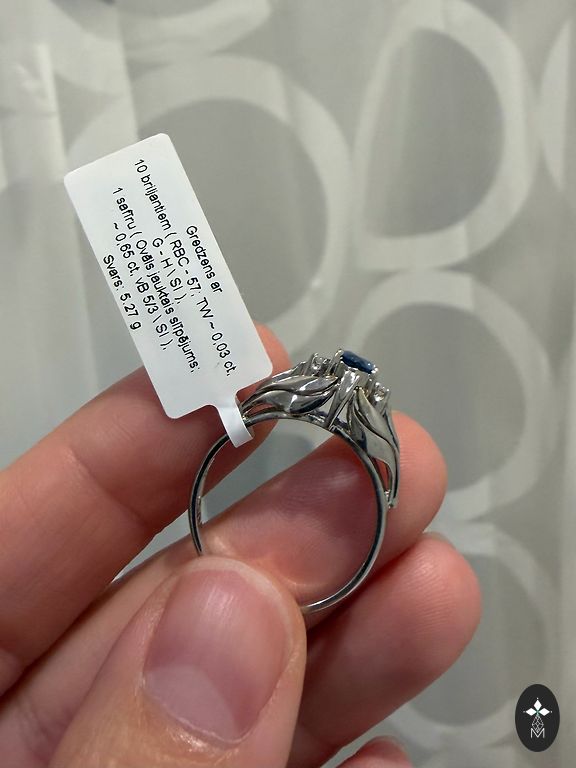 Gredzens ar
10 briljantiem ( RBC - 57, TW ~ 0,03 ct,
G - H \ SI ),
1 safīru ( Ovāls jauktais slīpējums;
~ 0,65 ct, vB 5/3 \ SI ).
Svars: 5.27 g
M